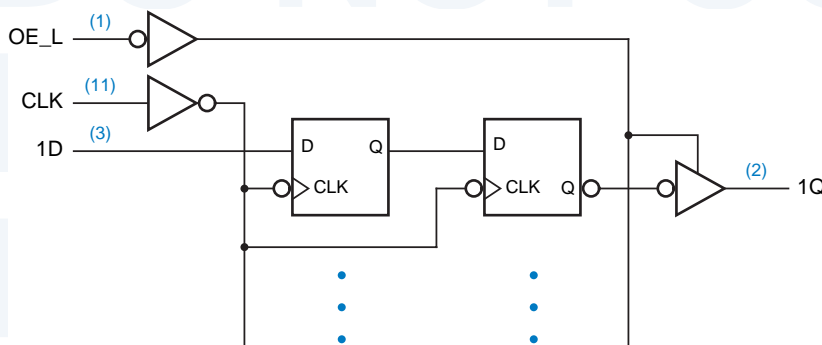 OE_L (1)
CLK (11)
1D (3)
D Q
CLK
D
CLK Q
(2) 1Q